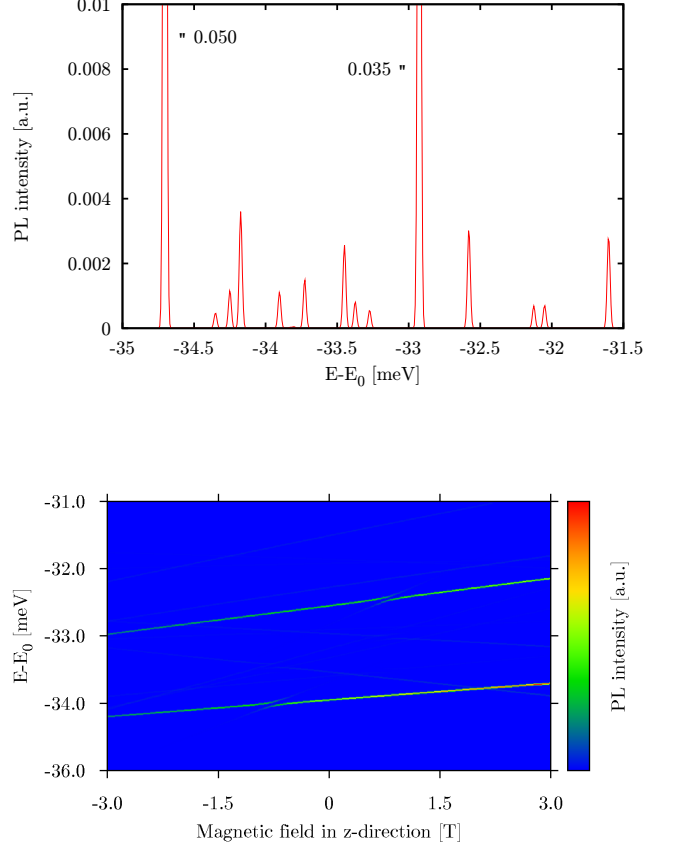 0.01
" 0.050
0.035 "
0.008
0.006
0.004
0.002
0
PL intensity [a.u.]
-35 -34.5 -34 -33.5 -33 -32.5 -32 -31.5
E-E0 [meV]
-31.0
-32.0
-33.0
-34.0
-36.0
E-E0 [meV]
PL intensity [a.u.]
-3.0 -1.5 0 1.5 3.0
Magnetic field in z-direction [T]